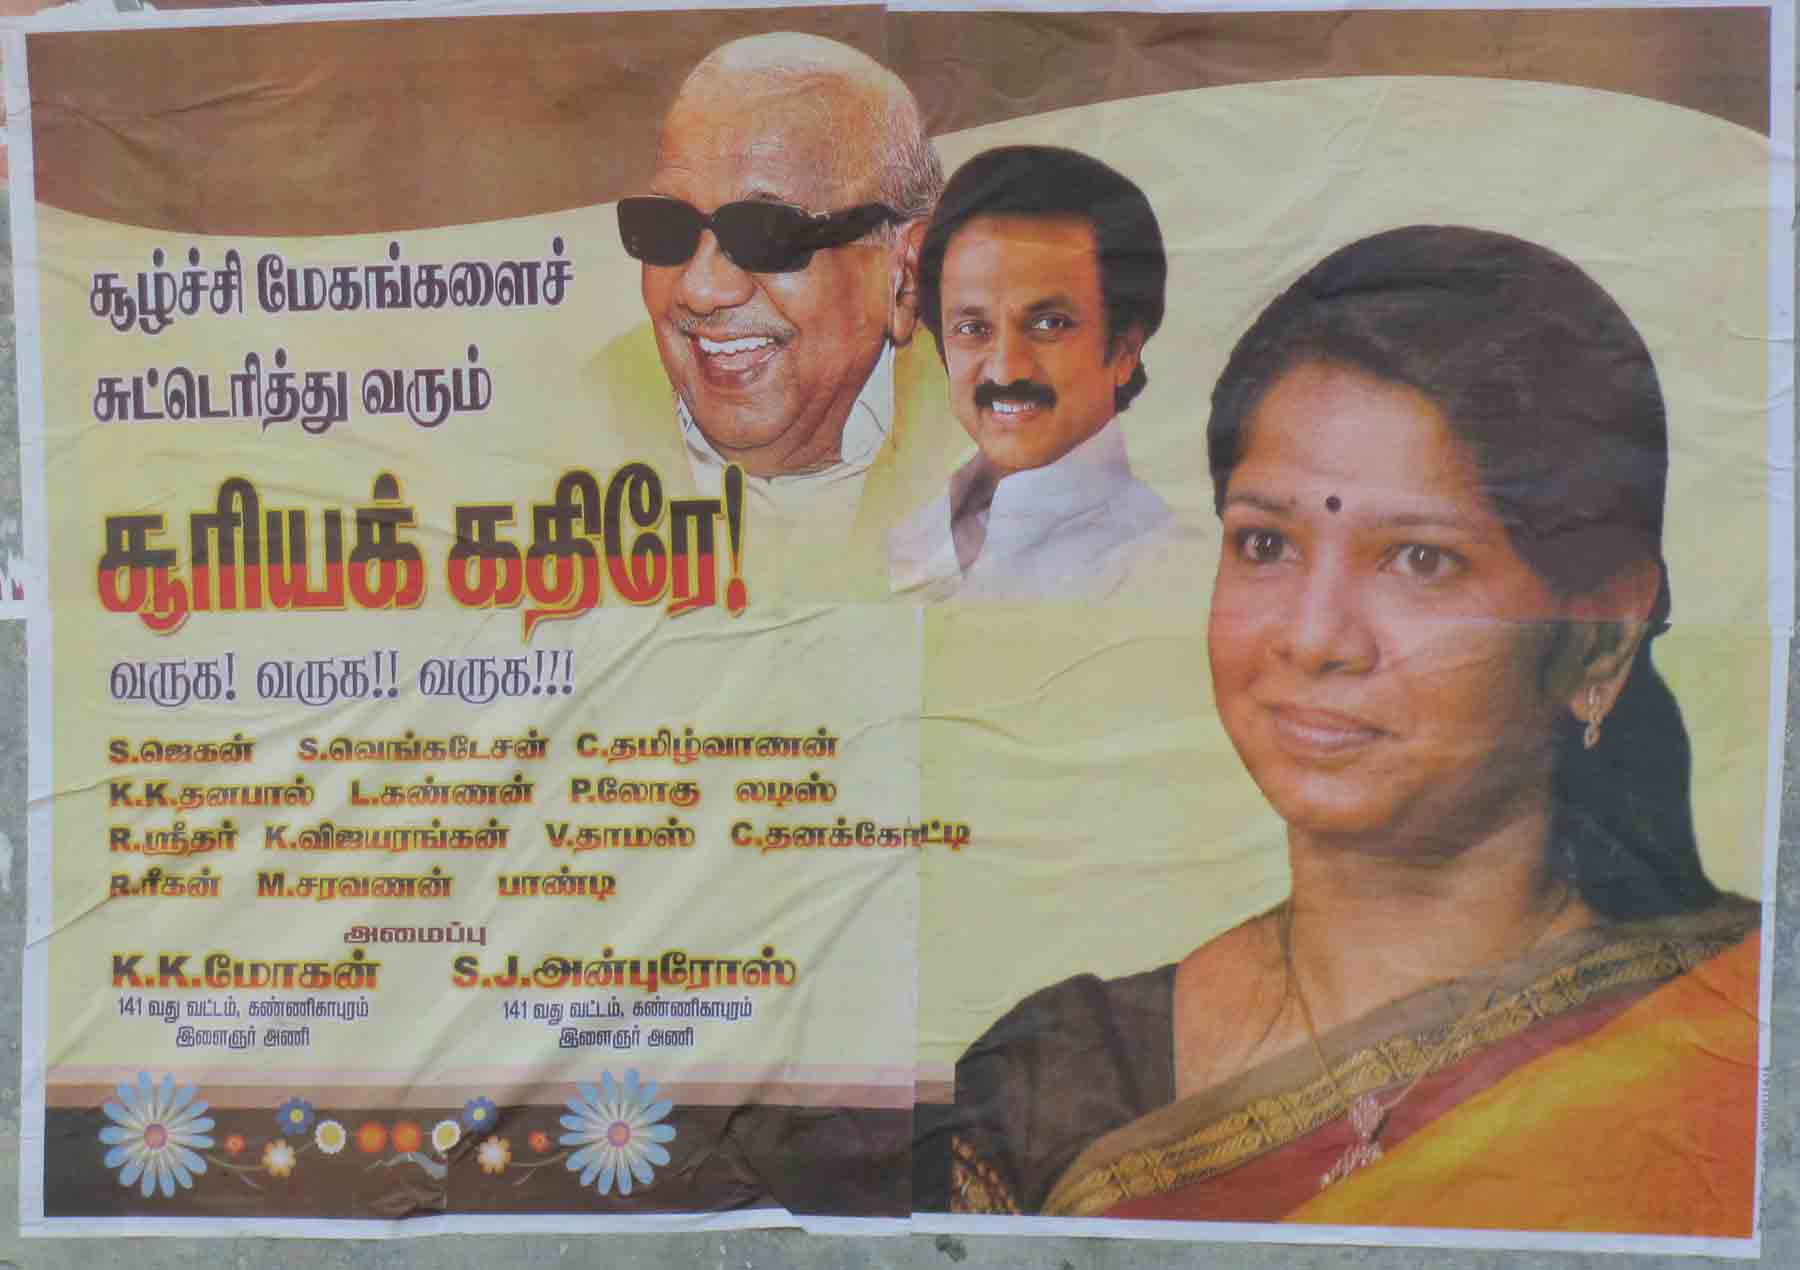 சூழ்ச்சி மேகங்களைச்
சுட்டெரித்து வரும்
சூரியக் கதிரே!
வருக! வருக!! வருக!!!
S.ஜெகன் S.வெங்கடேசன் C.தமிழ்வாணன்
K.K.தனபால் L.கண்ணன் P.லோகு லடிஸ்
R.ஸ்ரீதர் K.விஜயரங்கன் V.தாமஸ் C.தனக்கோட்டி
R.ரீகன் M.சரவணன் பாண்டி
அமைப்பு
K.K.மோகன் S.J.அன்புரோஸ்
141 வது வட்டம், கண்ணிகாபுரம் 141 வது வட்டம், கண்ணிகாபுரம்
இளைஞர் அணி இளைஞர் அணி